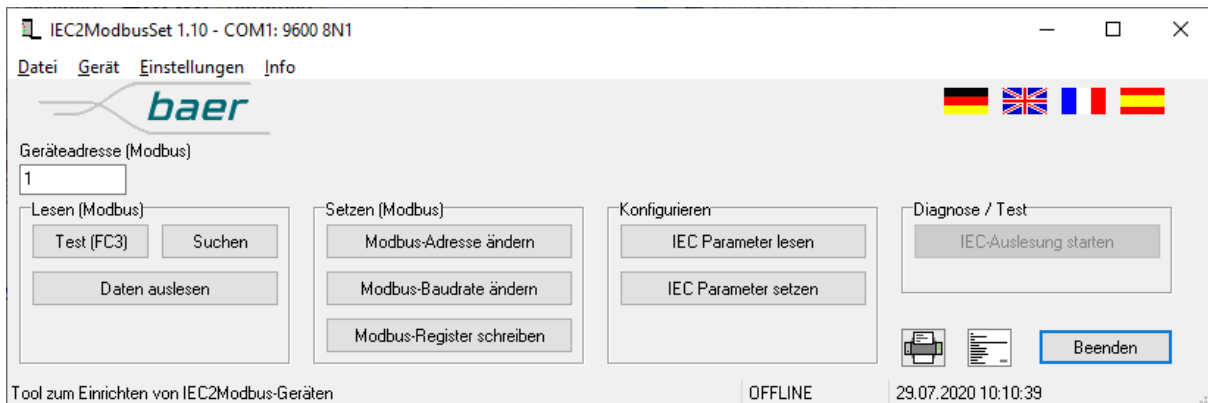 IEC2ModbusSet 1.10 - COM1: 9600 8N1
Datei Gerät Einstellungen Info
baer
Geräteadresse (Modbus)
1
Lesen (Modbus)
Test (FC3) Suchen
Daten auslesen
Setzen (Modbus)
Modbus-Adresse ändern
Modbus-Baudrate ändern
Modbus-Register schreiben
Konfigurieren
IEC Parameter lesen
IEC Parameter setzen
Diagnose / Test
IEC-Auslesung starten
Beenden
Tool zum Einrichten von IEC2Modbus-Geräten OFFLINE 29.07.2020 10:10:39